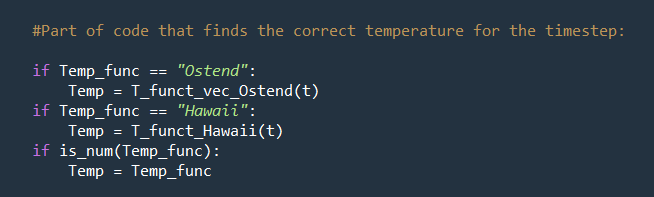 #Part of code that finds the correct temperature for the timestep:
if Temp_func == "Ostend":
    Temp = T_funct_vec_Ostend(t)
if Temp_func == "Hawaii":
    Temp = T_funct_Hawaii(t)
if is_num(Temp_func):
    Temp = Temp_func